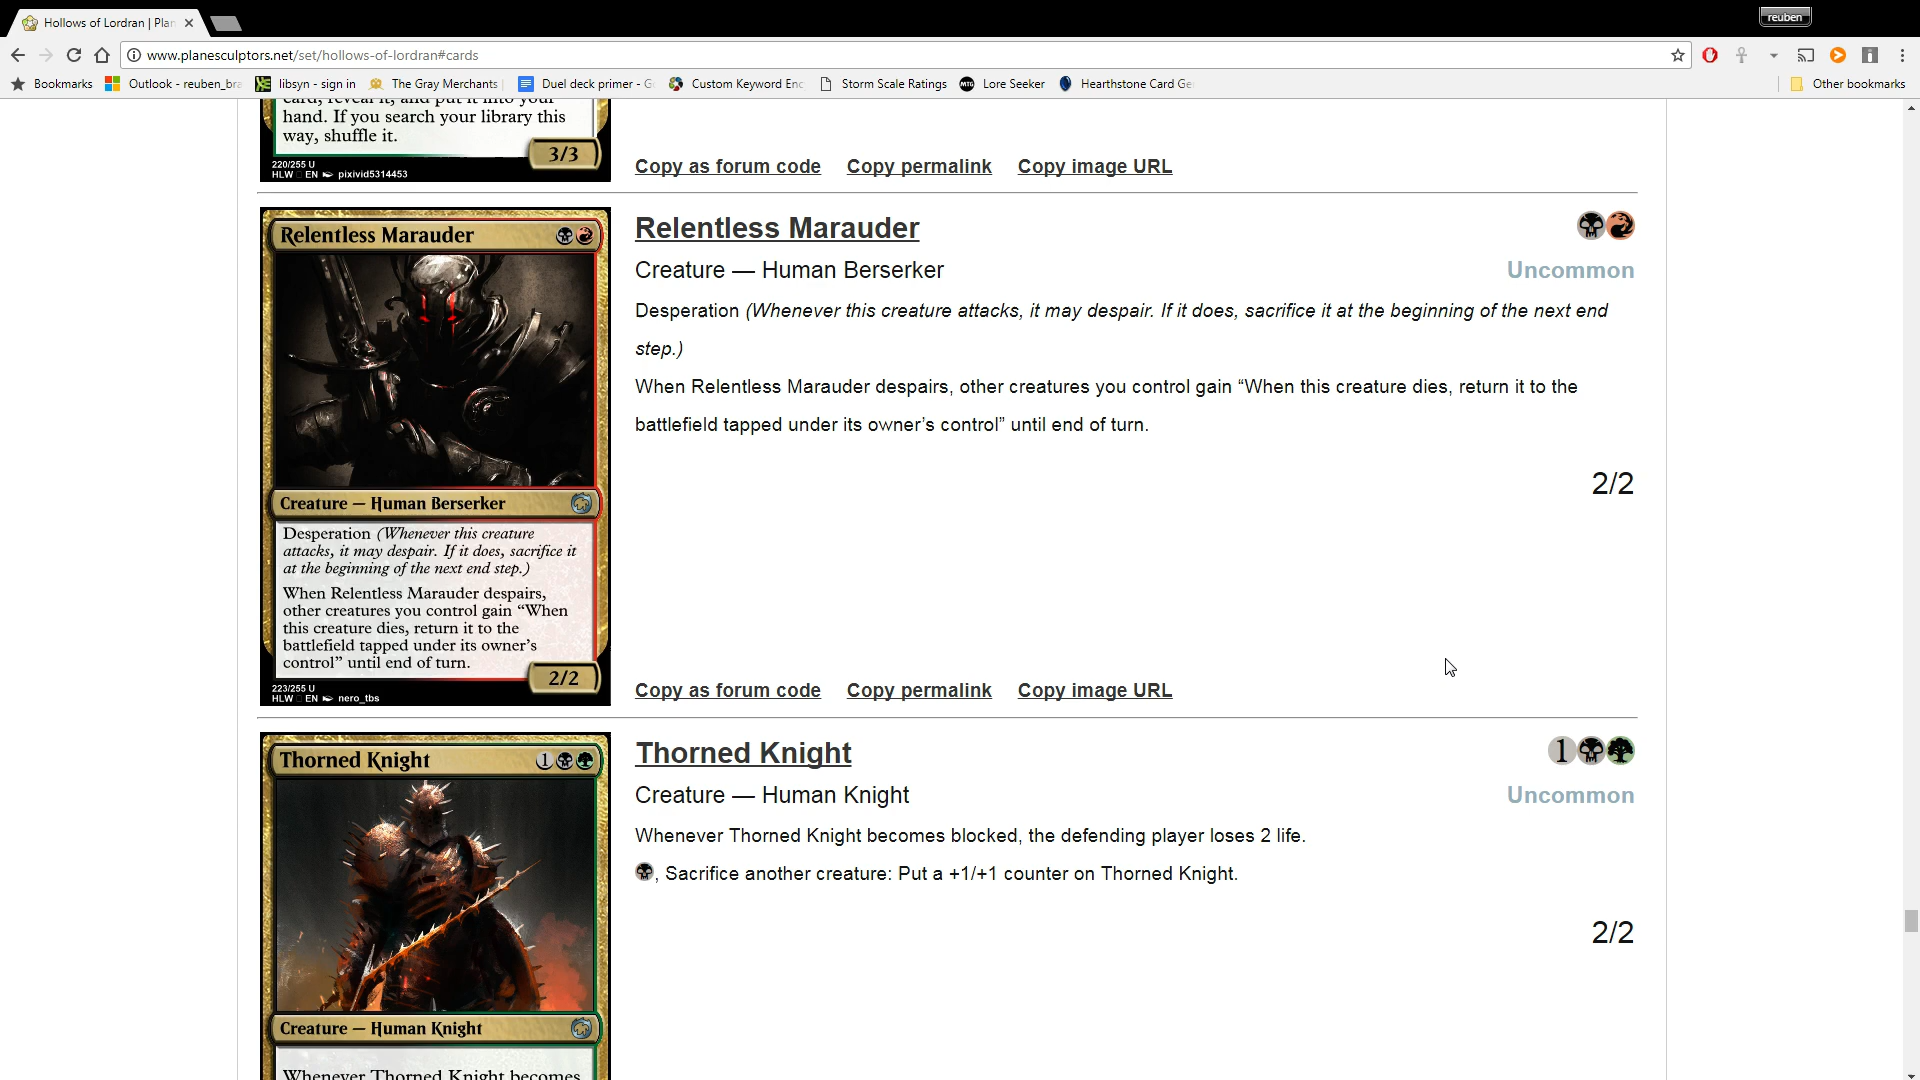 Hollows of Lordran | Plan
reuben
www.planesculptors.net/set/hollows-of-lordran#cards
Bookmarks
Outlook - reuben_bra
libsyn - sign in
The Gray Merchants
Duel deck primer - G
Custom Keyword Enc
Storm Scale Ratings
Lore Seeker
Hearthstone Card Ge
Other bookmarks
card, reveal it, and put it into your
hand. If you search your library this
way, shuffle it.
3/3
220/255 U
HLW EN pixivid5314453
Copy as forum code Copy permalink Copy image URL
Relentless Marauder
Creature — Human Berserker
Desperation (Whenever this creature
attacks, it may despair. If it does, sacrifice it
at the beginning of the next end step.)
When Relentless Marauder despairs,
other creatures you control gain “When
this creature dies, return it to the
battlefield tapped under its owner’s
control” until end of turn.
2/2
223/255 U
HLW EN nero_tbs
Relentless Marauder
Creature — Human Berserker
Uncommon
Desperation (Whenever this creature attacks, it may despair. If it does, sacrifice it at the beginning of the next end
step.)
When Relentless Marauder despairs, other creatures you control gain “When this creature dies, return it to the
battlefield tapped under its owner’s control” until end of turn.
2/2
Copy as forum code Copy permalink Copy image URL
Thorned Knight
1
Creature — Human Knight
Whenever Thorned Knight becomes
Thorned Knight
1
Creature — Human Knight
Uncommon
Whenever Thorned Knight becomes blocked, the defending player loses 2 life.
, Sacrifice another creature: Put a +1/+1 counter on Thorned Knight.
2/2